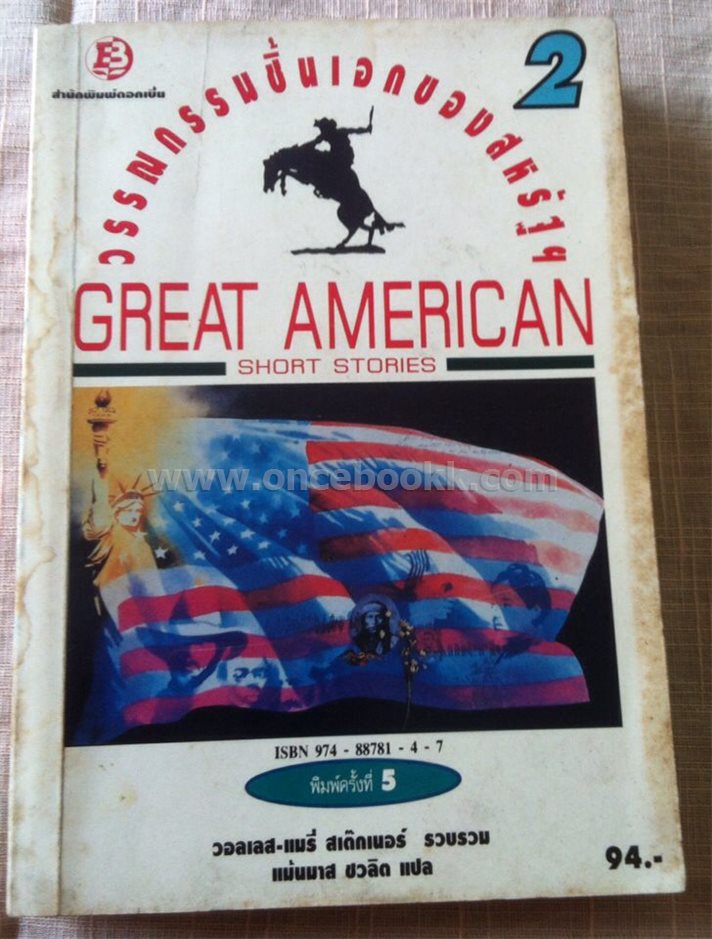 สำนักพิมพ์ดอกเบี้ย
2
วรรณกรรมชิ้นเอกของสหรัฐฯ
GREAT AMERICAN
SHORT STORIES
www.oncebookk.com
ISBN 974 - 88781 - 4 - 7
พิมพ์ครั้งที่ 5
วอลเลส-แมรี่ สเต๊กเนอร์ รวบรวม
แม้นมาส ชวลิต แปล
94.-